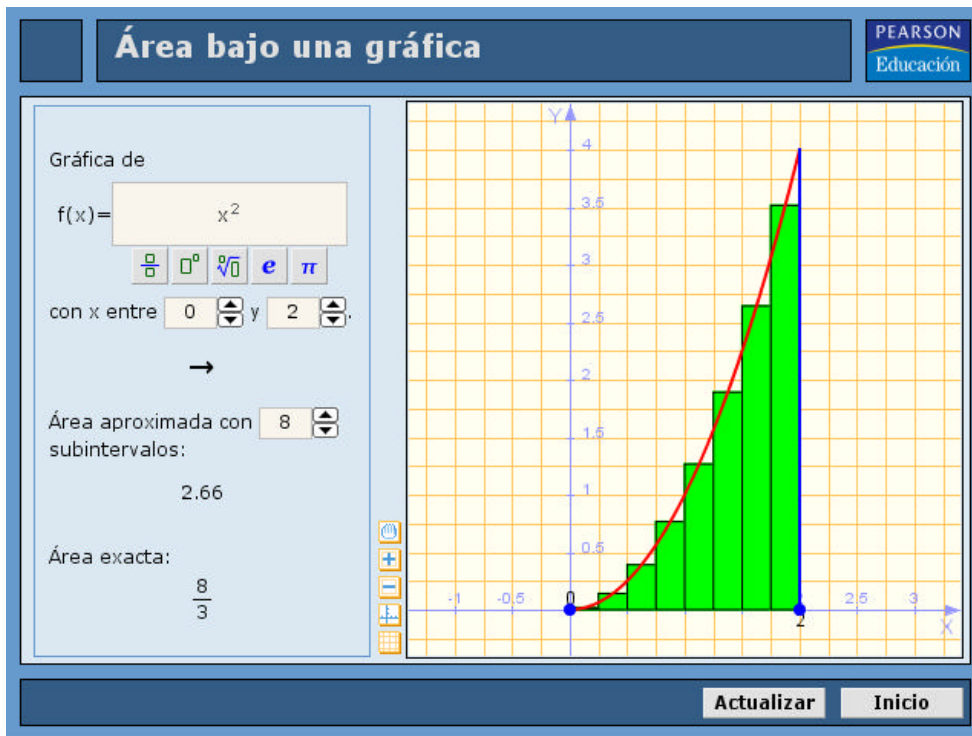 Área bajo una gráfica
PEARSON
Educación
Gráfica de
f(x)= x²
e π
con x entre 0 y 2 .
→
Área aproximada con 8
subintervalos:
2.66
Área exacta:
8
3
Y
4
3.5
3
2.5
2
1.5
1
0.5
-1 -0.5 0 2 2.5 3
X
Actualizar Inicio